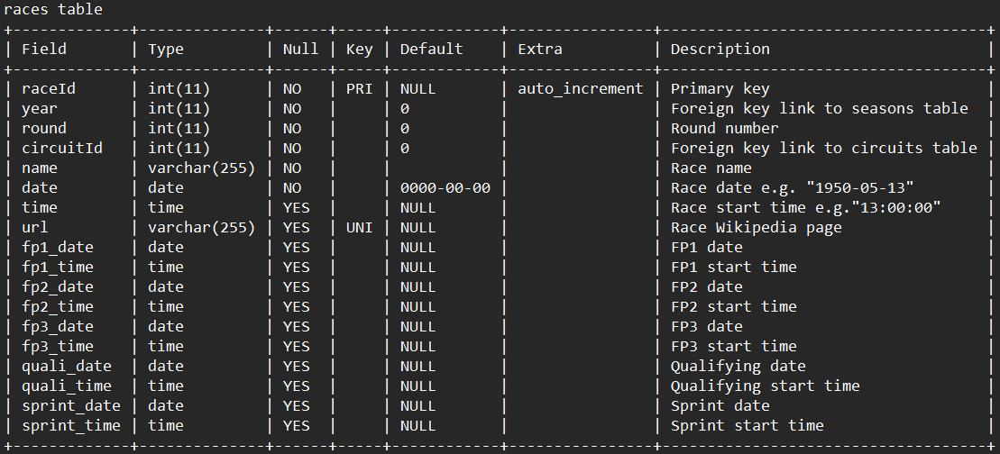 races table
+-------------+--------------+------+-----+------------+----------------+------------------------------------+
| Field       | Type         | Null | Key | Default    | Extra          | Description                        |
+-------------+--------------+------+-----+------------+----------------+------------------------------------+
| raceId      | int(11)      | NO   | PRI | NULL       | auto_increment | Primary key                        |
| year        | int(11)      | NO   |     | 0          |                | Foreign key link to seasons table  |
| round       | int(11)      | NO   |     | 0          |                | Round number                       |
| circuitId   | int(11)      | NO   |     | 0          |                | Foreign key link to circuits table |
| name        | varchar(255) | NO   |     |            |                | Race name                          |
| date        | date         | NO   |     | 0000-00-00 |                | Race date e.g. "1950-05-13"        |
| time        | time         | YES  |     | NULL       |                | Race start time e.g."13:00:00"     |
| url         | varchar(255) | YES  | UNI | NULL       |                | Race Wikipedia page                |
| fp1_date    | date         | YES  |     | NULL       |                | FP1 date                           |
| fp1_time    | time         | YES  |     | NULL       |                | FP1 start time                     |
| fp2_date    | date         | YES  |     | NULL       |                | FP2 date                           |
| fp2_time    | time         | YES  |     | NULL       |                | FP2 start time                     |
| fp3_date    | date         | YES  |     | NULL       |                | FP3 date                           |
| fp3_time    | time         | YES  |     | NULL       |                | FP3 start time                     |
| quali_date  | date         | YES  |     | NULL       |                | Qualifying date                    |
| quali_time  | time         | YES  |     | NULL       |                | Qualifying start time              |
| sprint_date | date         | YES  |     | NULL       |                | Sprint date                        |
| sprint_time | time         | YES  |     | NULL       |                | Sprint start time                  |
+-------------+--------------+------+-----+------------+----------------+------------------------------------+